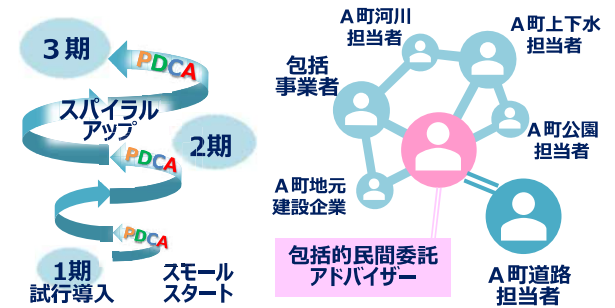 3期
PDCA
スパイラル
アップ
2期
PDCA
PDCA
1期
試行導入
スモール
スタート
A町河川
担当者
A町上下水
担当者
包括
事業者
A町公園
担当者
A町地元
建設企業
包括的民間委託
アドバイザー
A町道路
担当者